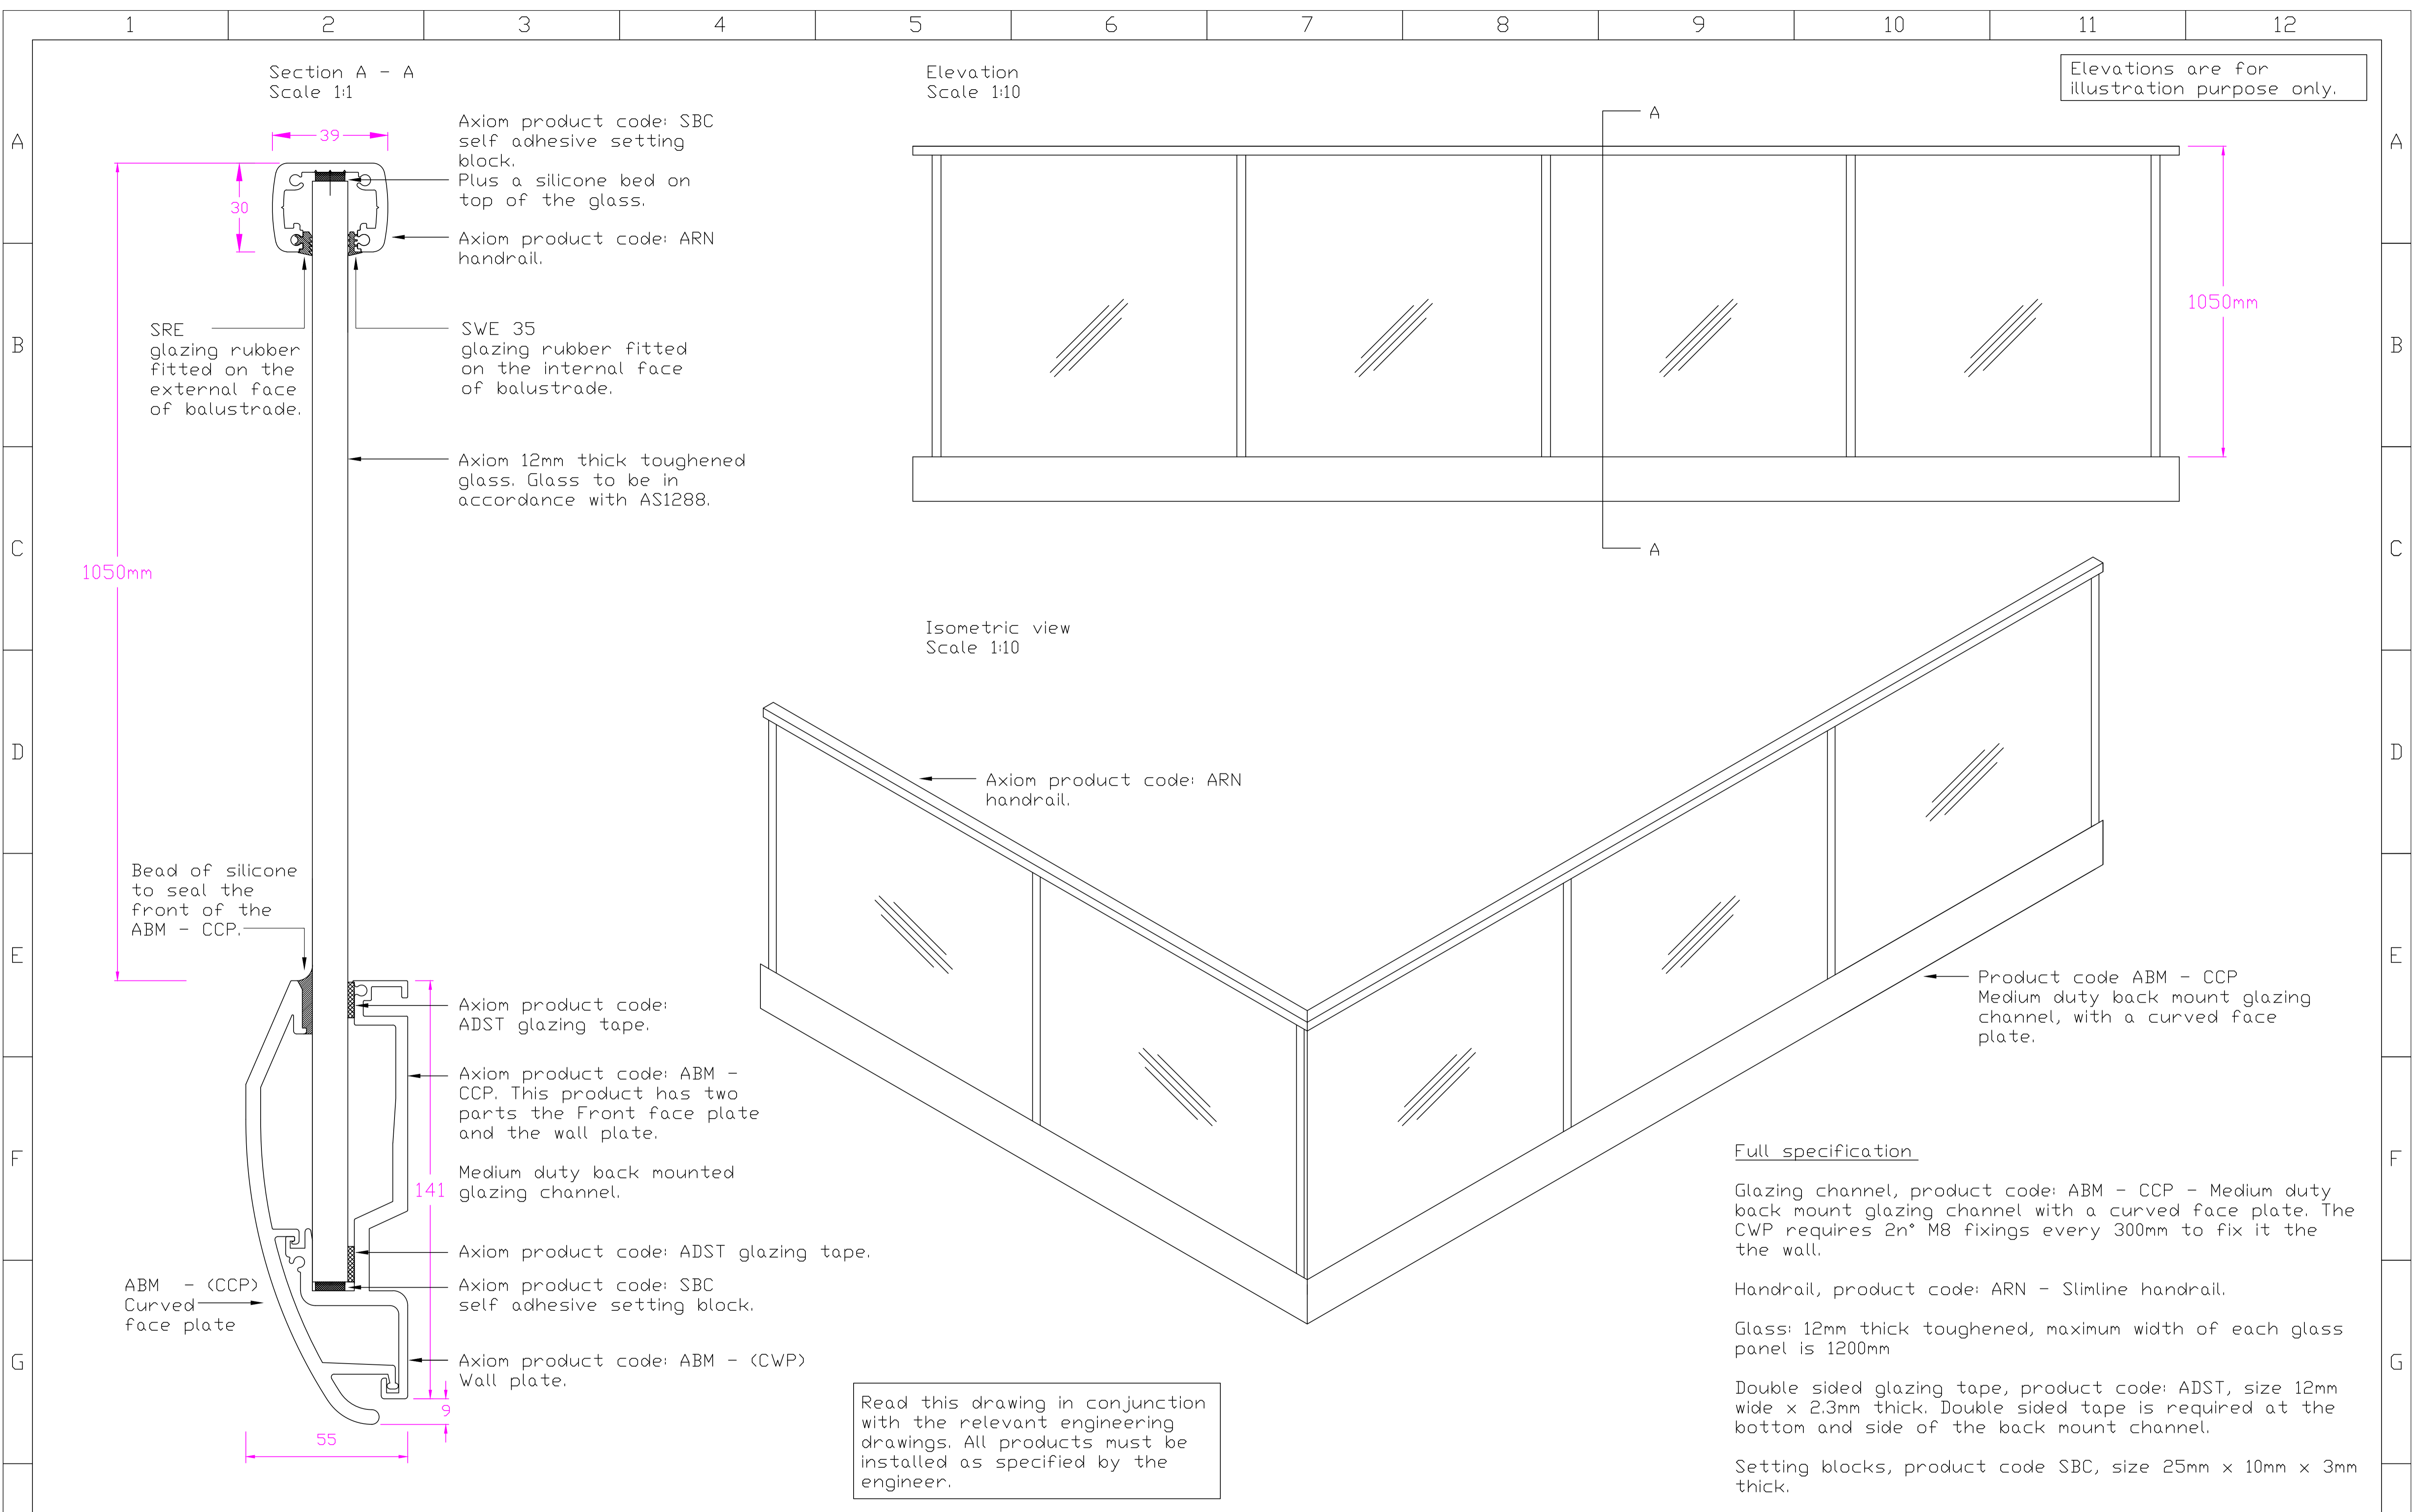 1 2 3 4 5 6 7 8 9 10 11 12
Section A - A
Scale 1:1
39
30
1050mm
Axiom product code: SBC
self adhesive setting
block.
Plus a silicone bed on
top of the glass.
Axiom product code: ARN
handrail.
SRE
glazing rubber
fitted on the
external face
of balustrade.
SWE 35
glazing rubber fitted
on the internal face
of balustrade.
Axiom 12mm thick toughened
glass. Glass to be in
accordance with AS1288.
Bead of silicone
to seal the
front of the
ABM - CCP.
Axiom product code:
ADST glazing tape.
Axiom product code: ABM -
CCP. This product has two
parts the Front face plate
and the wall plate.
Medium duty back mounted
glazing channel.
141
Axiom product code: ADST glazing tape.
Axiom product code: SBC
self adhesive setting block.
ABM - (CCP)
Curved
face plate
Axiom product code: ABM - (CWP)
Wall plate.
9
55
Elevation
Scale 1:10
Elevations are for
illustration purpose only.
A
A
1050mm
Isometric view
Scale 1:10
Axiom product code: ARN
handrail.
Product code ABM - CCP
Medium duty back mount glazing
channel, with a curved face
plate.
Read this drawing in conjunction
with the relevant engineering
drawings. All products must be
installed as specified by the
engineer.
Full specification
Glazing channel, product code: ABM - CCP - Medium duty
back mount glazing channel with a curved face plate. The
CWP requires 2n° M8 fixings every 300mm to fix it the
the wall.
Handrail, product code: ARN - Slimline handrail.
Glass: 12mm thick toughened, maximum width of each glass
panel is 1200mm
Double sided glazing tape, product code: ADST, size 12mm
wide x 2.3mm thick. Double sided tape is required at the
bottom and side of the back mount channel.
Setting blocks, product code SBC, size 25mm x 10mm x 3mm
thick.
A A
B B
C C
D D
E E
F F
G G